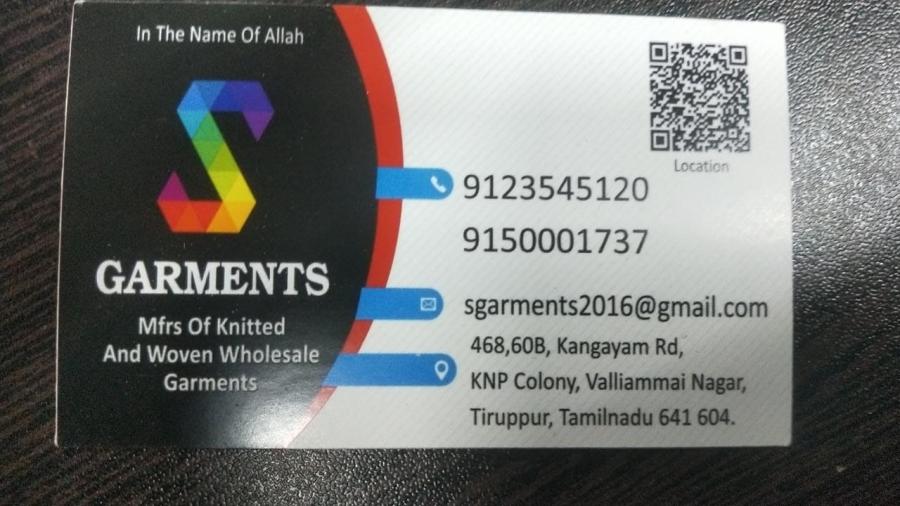 In The Name Of Allah
S
GARMENTS
Mfrs Of Knitted
And Woven Wholesale
Garments
Location
9123545120
9150001737
sgarments2016@gmail.com
468,60B, Kangayam Rd,
KNP Colony, Valliammai Nagar,
Tiruppur, Tamilnadu 641 604.